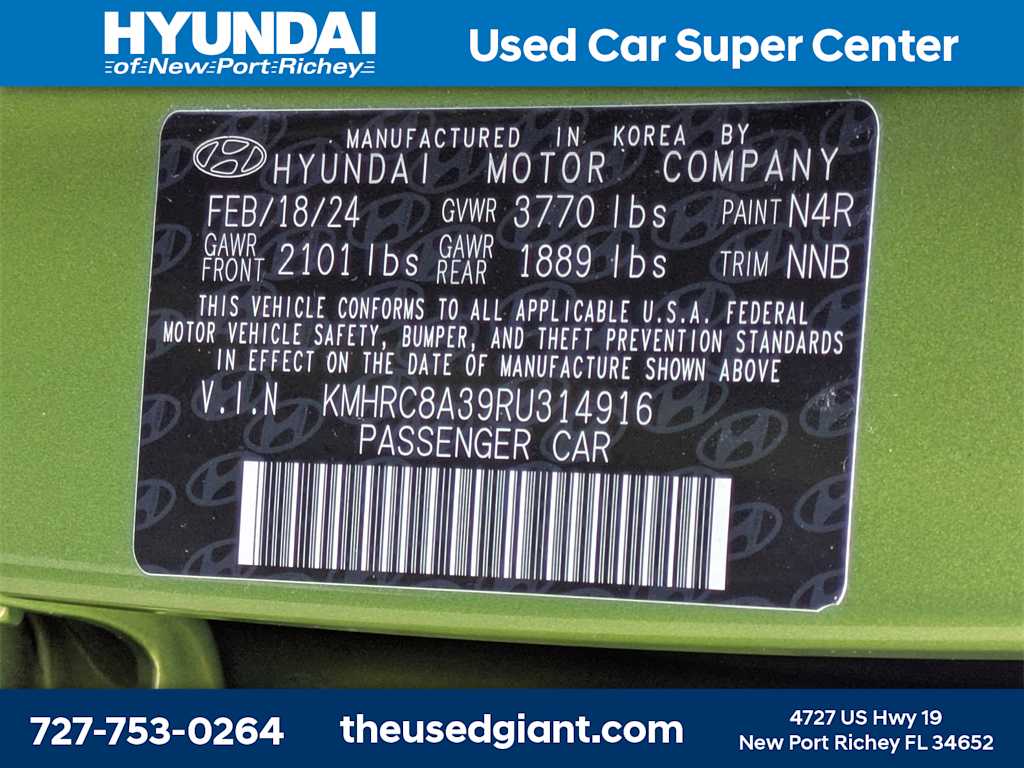 HYUNDAI
of New Port Richey
Used Car Super Center
MANUFACTURED IN KOREA BY
HYUNDAI MOTOR COMPANY
FEB/18/24 GVWR 3770 lbs PAINT N4R
GAWR FRONT 2101 lbs GAWR REAR 1889 lbs TRIM NNB
THIS VEHICLE CONFORMS TO ALL APPLICABLE U.S.A. FEDERAL
MOTOR VEHICLE SAFETY, BUMPER, AND THEFT PREVENTION STANDARDS
IN EFFECT ON THE DATE OF MANUFACTURE SHOWN ABOVE
V.I.N KMHRC8A39RU314916
PASSENGER CAR
727-753-0264
theusedgiant.com
4727 US Hwy 19
New Port Richey FL 34652